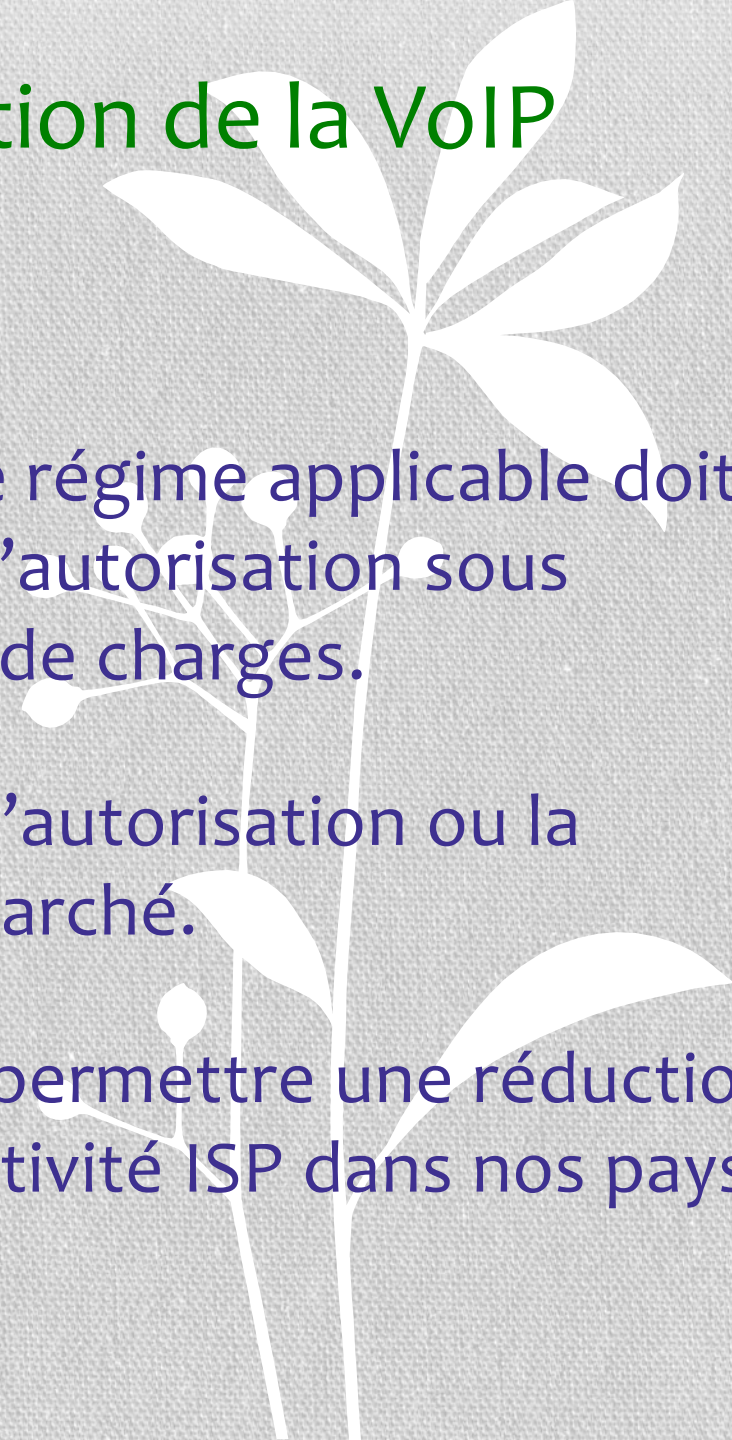 tion de la VoIP
e régime applicable doit
l’autorisation sous
de charges.
l’autorisation ou la
arché.
permettre une réductio
tivité ISP dans nos pays